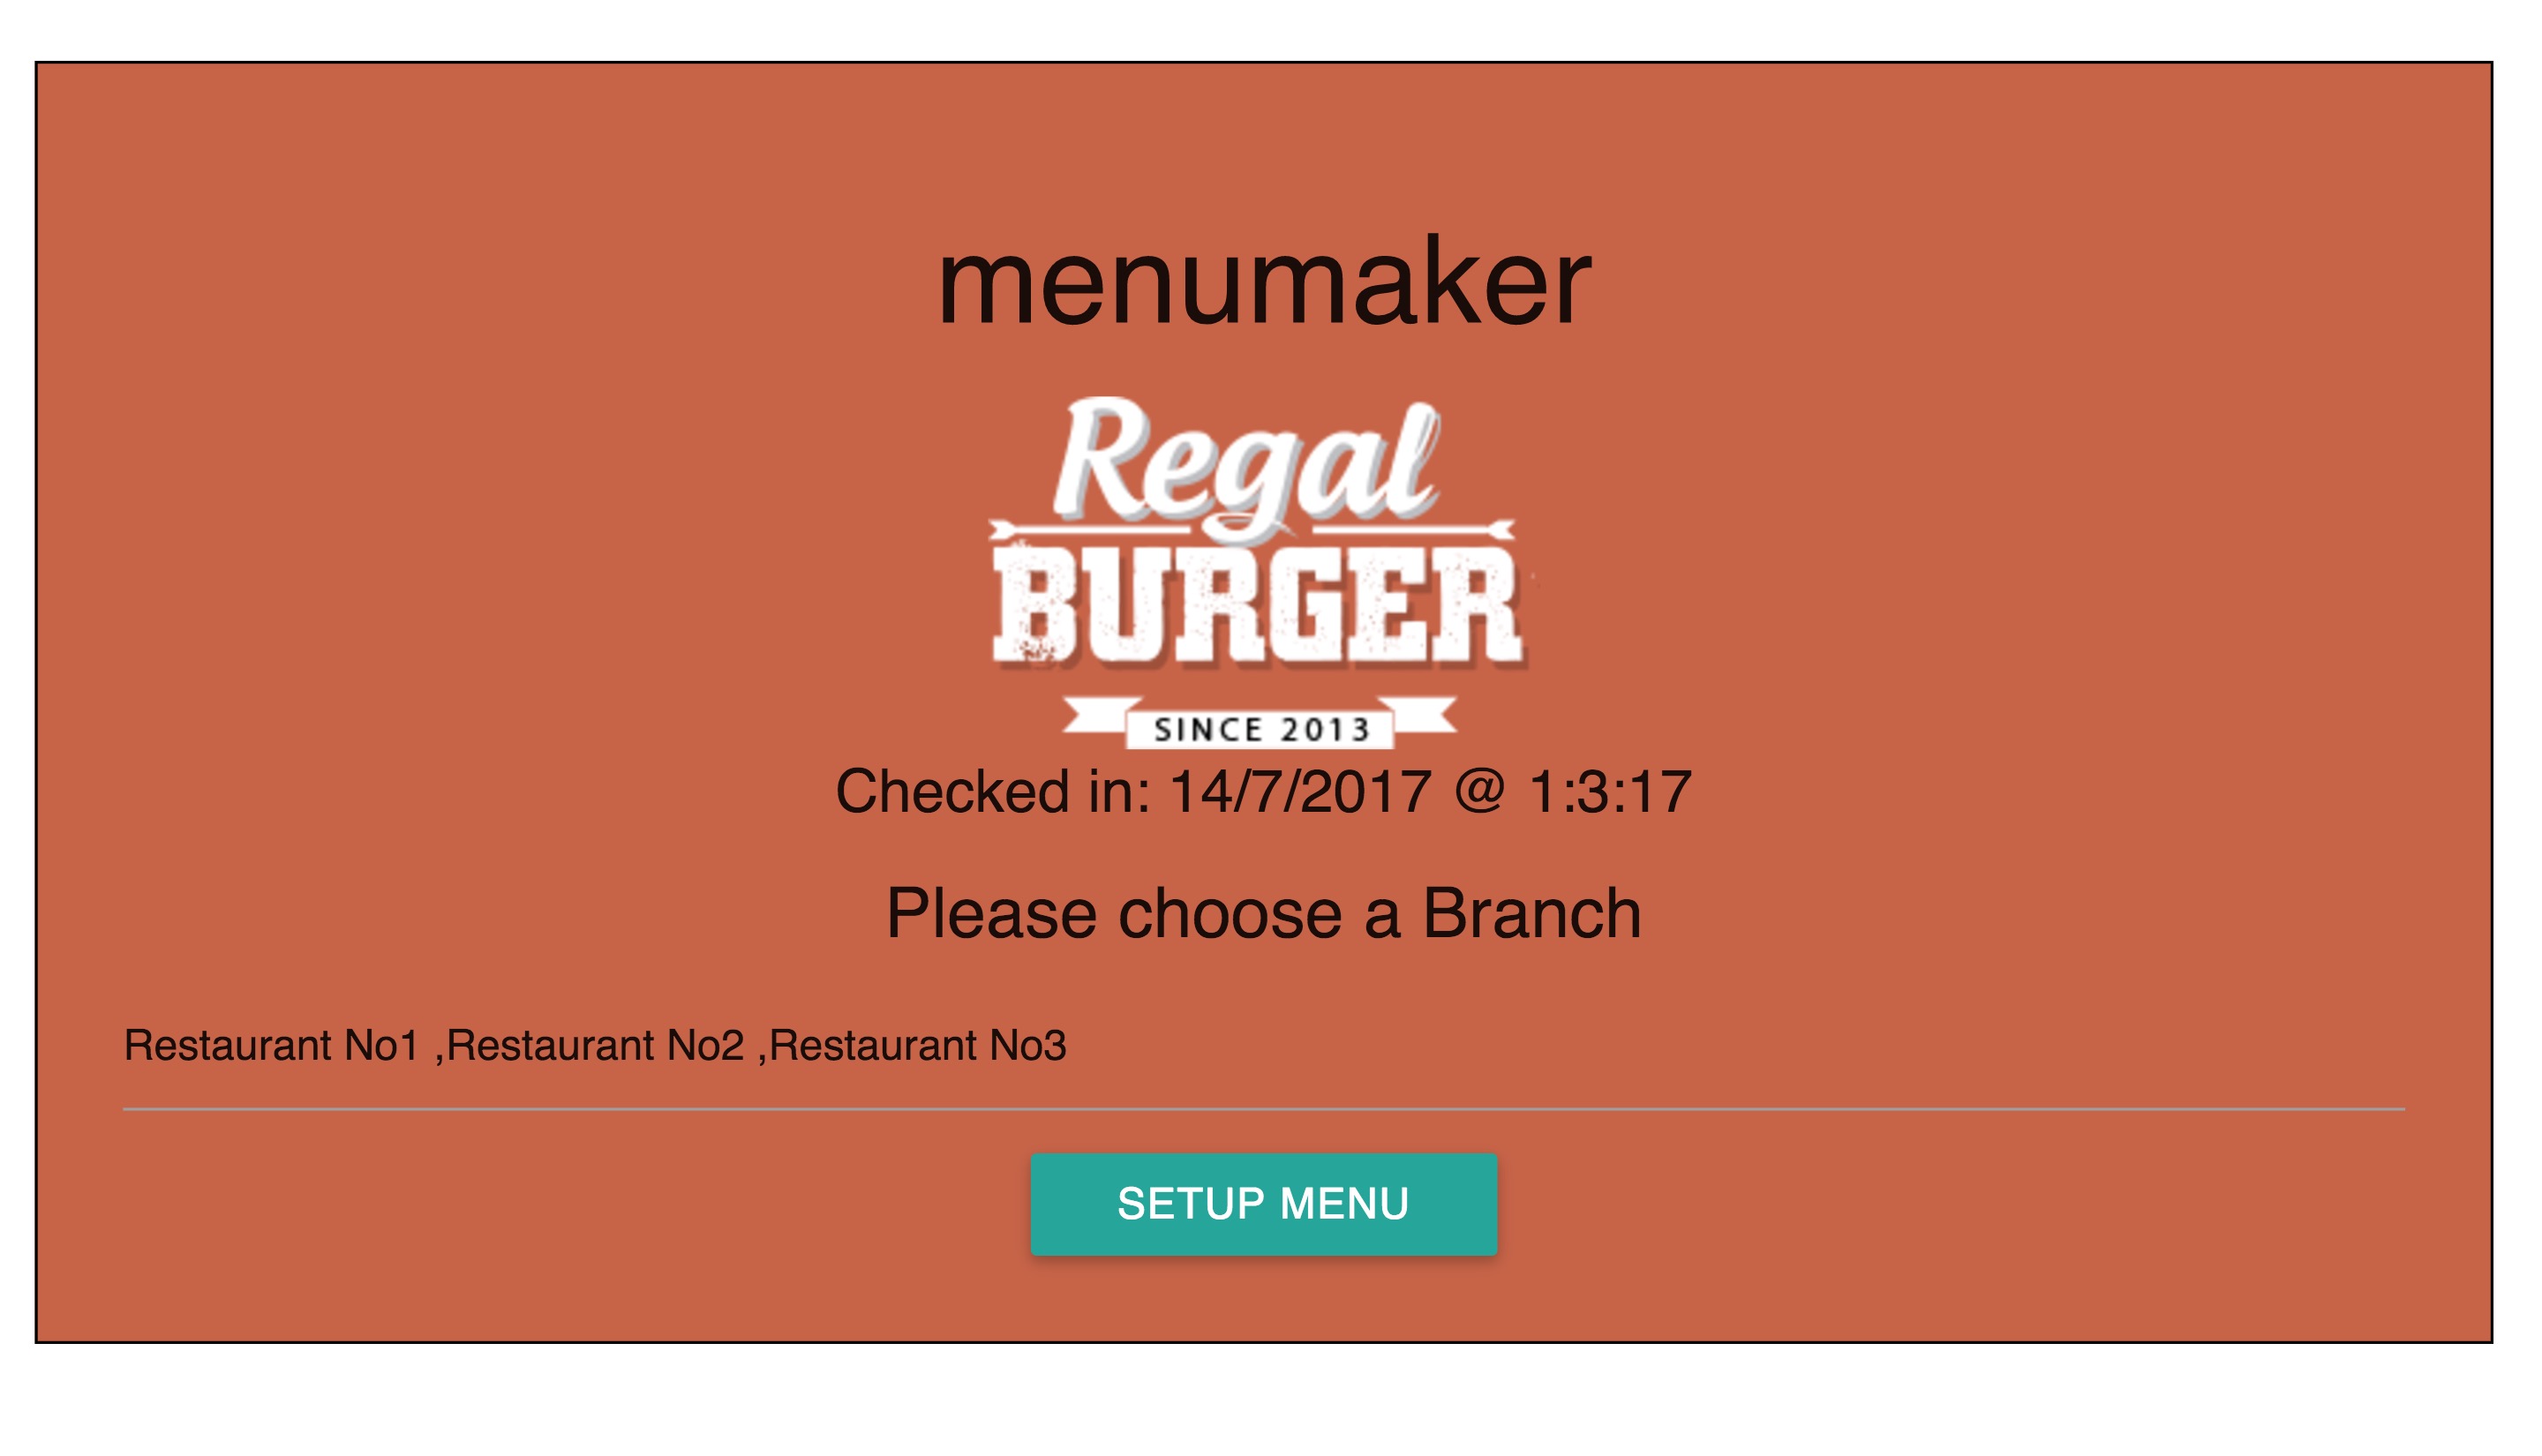 menumaker
Regal
BURGER
SINCE 2013
Checked in: 14/7/2017 @ 1:3:17
Please choose a Branch
Restaurant No1 ,Restaurant No2 ,Restaurant No3
SETUP MENU